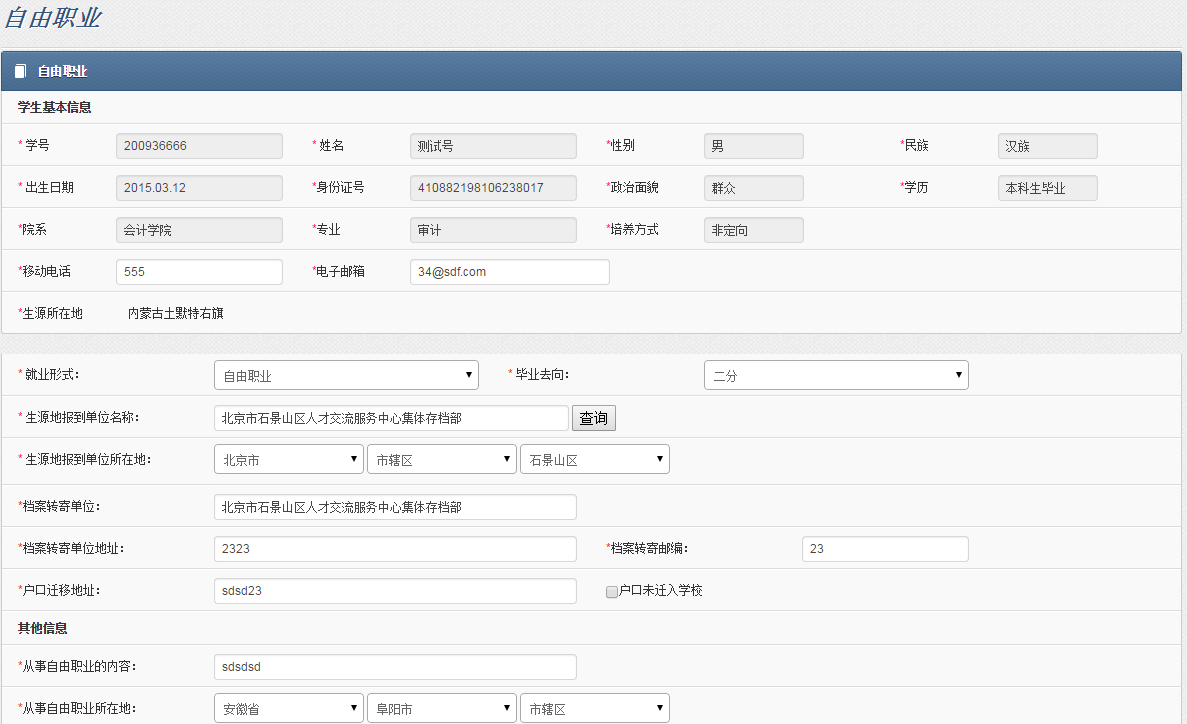 自由职业
自由职业
学生基本信息
* 学号 200936666 * 姓名 测试号 *性别 男 *民族 汉族
* 出生日期 2015.03.12 *身份证号 410882198106238017 *政治面貌 群众 *学历 本科生毕业
*院系 会计学院 *专业 审计 *培养方式 非定向
*移动电话 555 *电子邮箱 34@sdf.com
*生源所在地 内蒙古土默特右旗
* 就业形式: 自由职业 * 毕业去向: 二分
* 生源地报到单位名称: 北京市石景山区人才交流服务中心集体存档部 查询
* 生源地报到单位所在地: 北京市 市辖区 石景山区
*档案转寄单位: 北京市石景山区人才交流服务中心集体存档部
*档案转寄单位地址: 2323 *档案转寄邮编: 23
*户口迁移地址: sdsd23 户口未迁入学校
其他信息
*从事自由职业的内容: sdsdsd
*从事自由职业所在地: 安徽省 阜阳市 市辖区